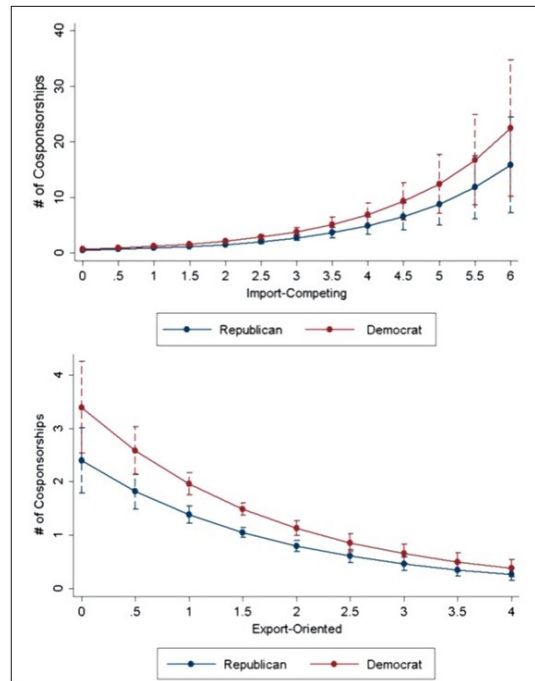 40
30
20
10
0
# of Cosponsorships
0 .5 1 1.5 2 2.5 3 3.5 4 4.5 5 5.5 6
Import-Competing
Republican Democrat
4
3
2
1
0
# of Cosponsorships
0 .5 1 1.5 2 2.5 3 3.5 4
Export-Oriented
Republican Democrat